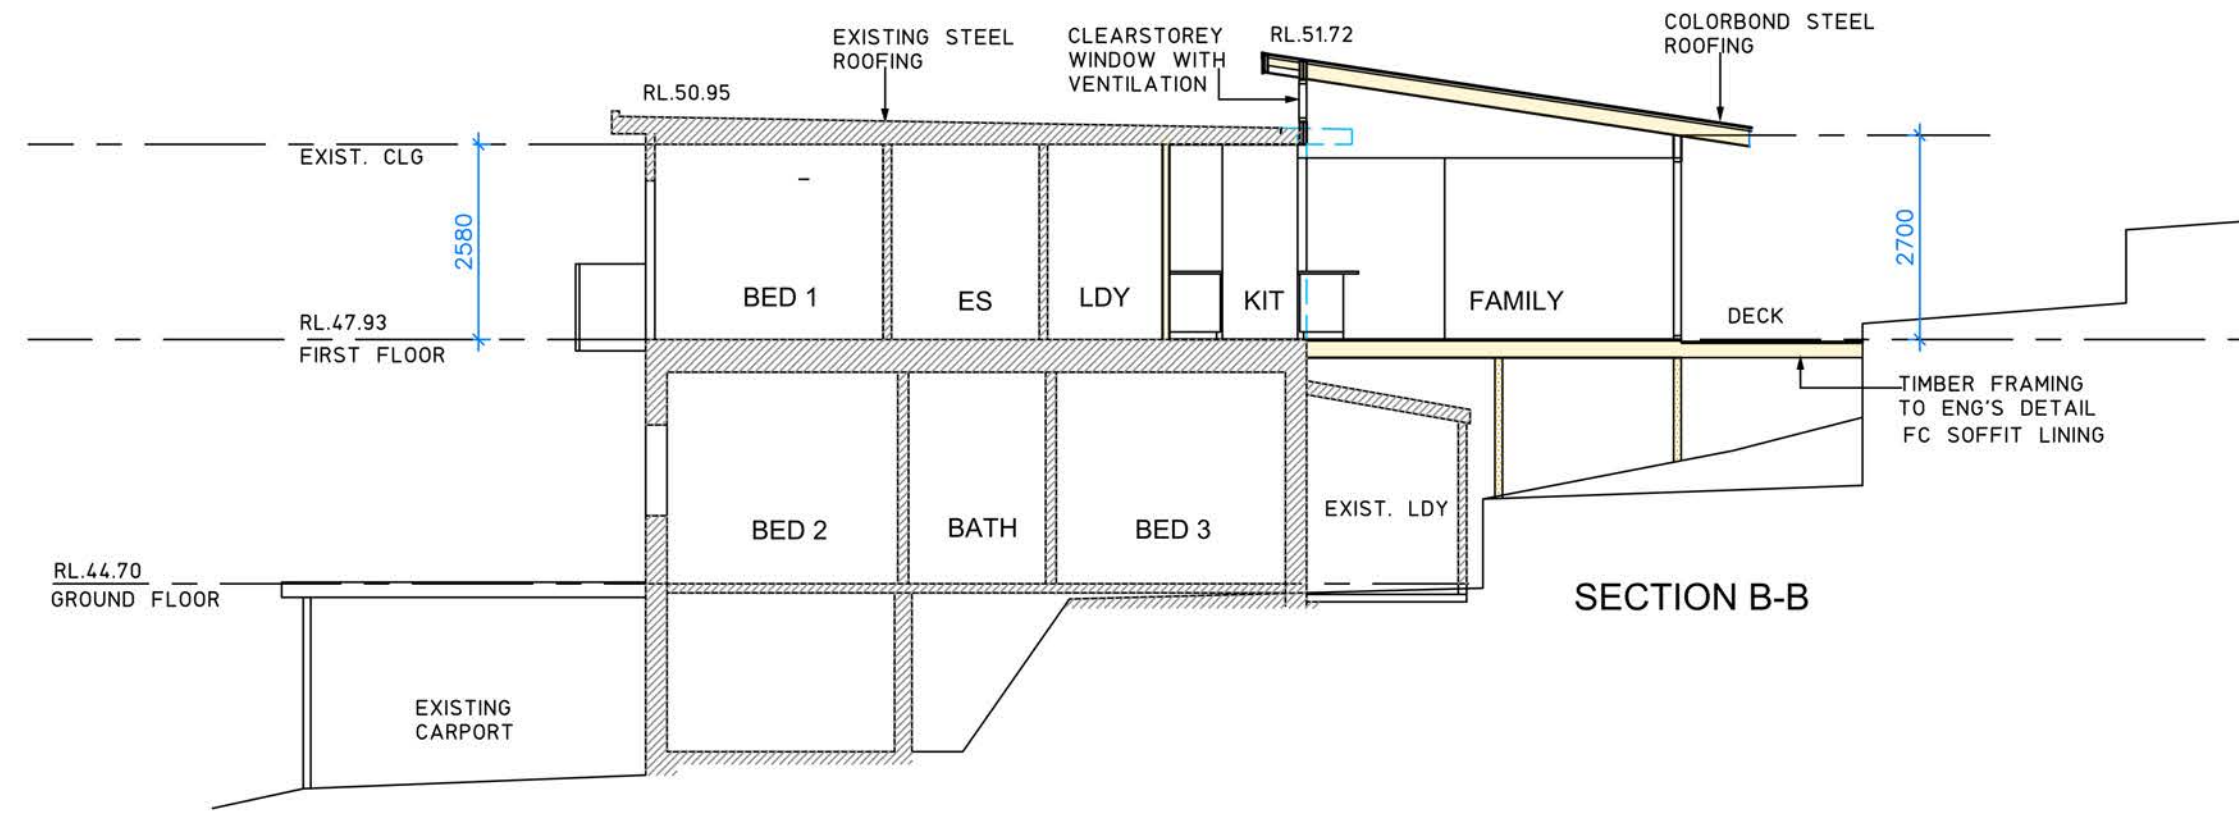 EXISTING STEEL
ROOFING
CLEARSTOREY
WINDOW WITH
VENTILATION
RL.51.72
COLORBOND STEEL
ROOFING
RL.50.95
EXIST. CLG
2580
2700
BED 1
ES
LDY
KIT
FAMILY
DECK
RL.47.93
FIRST FLOOR
TIMBER FRAMING
TO ENG'S DETAIL
FC SOFFIT LINING
BED 2
BATH
BED 3
EXIST. LDY
RL.44.70
GROUND FLOOR
SECTION B-B
EXISTING
CARPORT